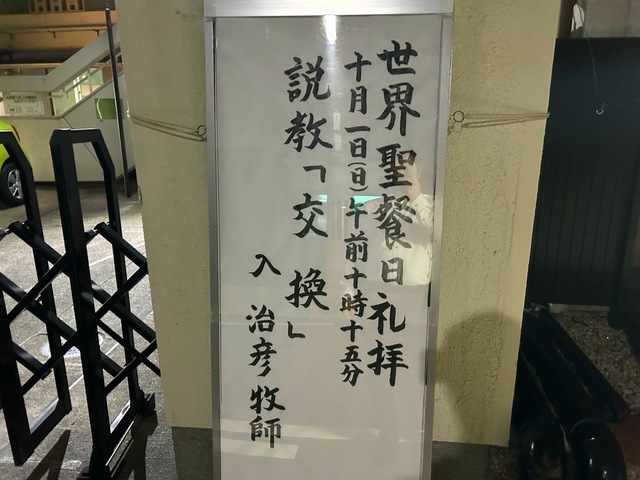 世界聖餐日礼拝
十月一日(日)午前十時十五分
説教「交換」
入治彦牧師